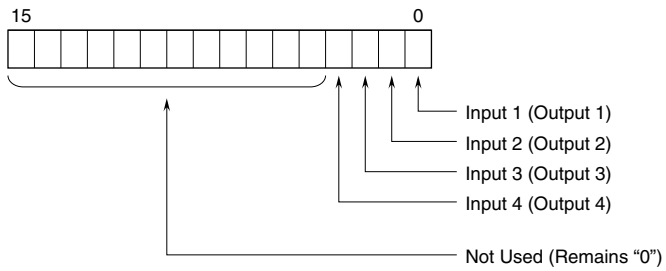 15 0
Input 1 (Output 1)
Input 2 (Output 2)
Input 3 (Output 3)
Input 4 (Output 4)
Not Used (Remains “0”)